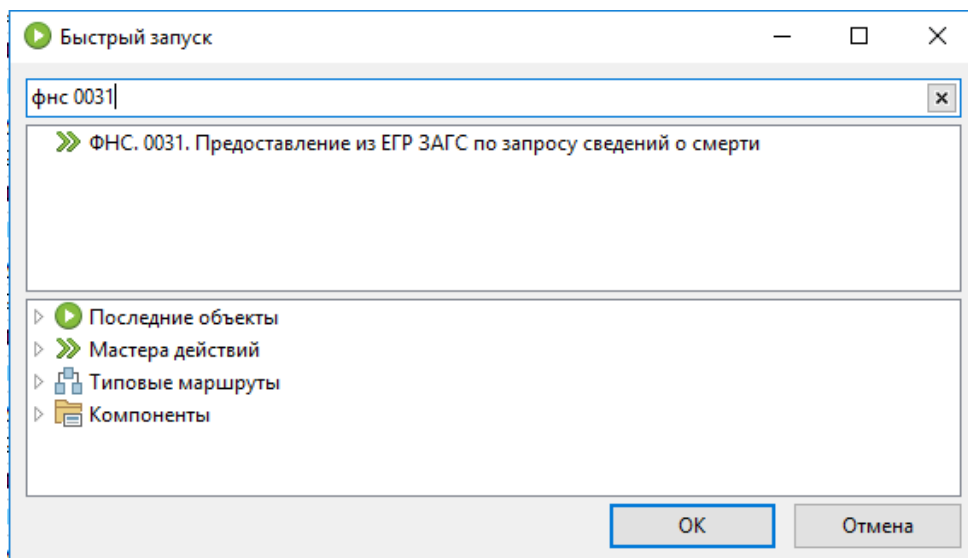 Быстрый запуск
фнс 0031
ФНС. 0031. Предоставление из ЕГР ЗАГС по запросу сведений о смерти
Последние объекты
Мастера действий
Типовые маршруты
Компоненты
ОК Отмена